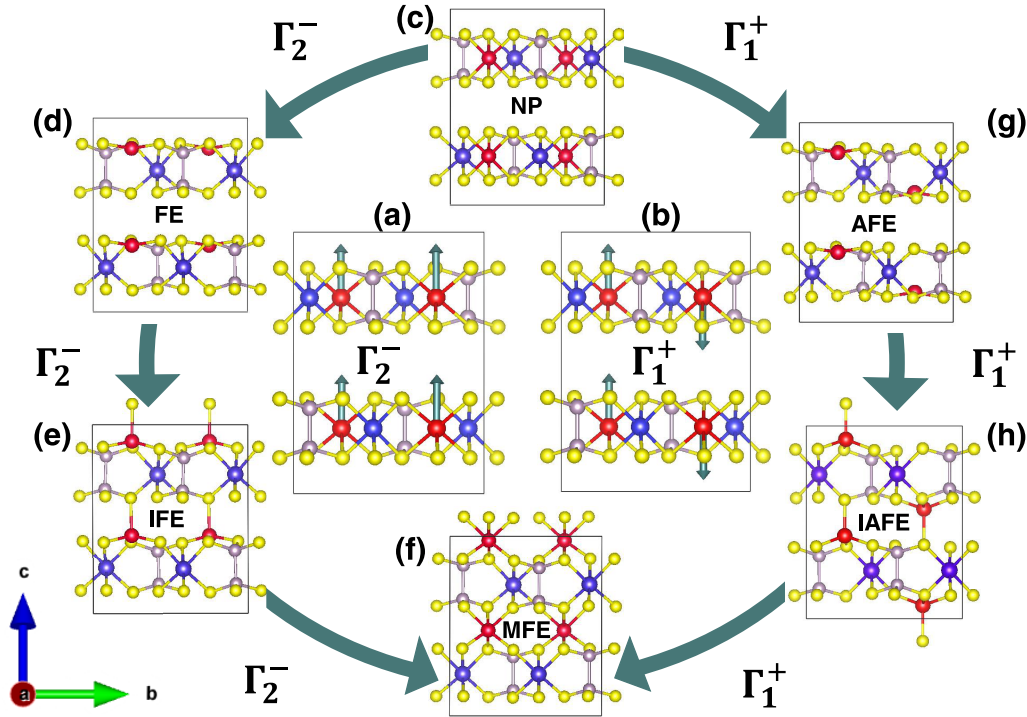 (c)
Γ₂⁻
Γ₁⁺
NP
(d)
(g)
FE
AFE
(a)
(b)
Γ₂⁻
Γ₁⁺
Γ₂⁻
Γ₁⁺
(e)
(h)
IFE
IAFE
(f)
MFE
c
a
b
Γ₂⁻
Γ₁⁺